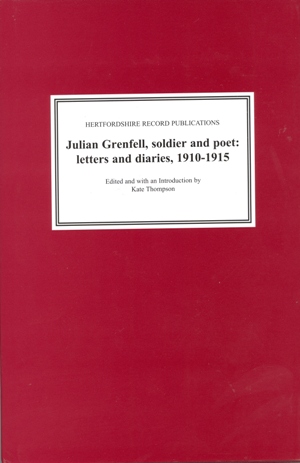 HERTFORDSHIRE RECORD PUBLICATIONS
Julian Grenfell, soldier and poet:
letters and diaries, 1910-1915
Edited and with an Introduction by
Kate Thompson